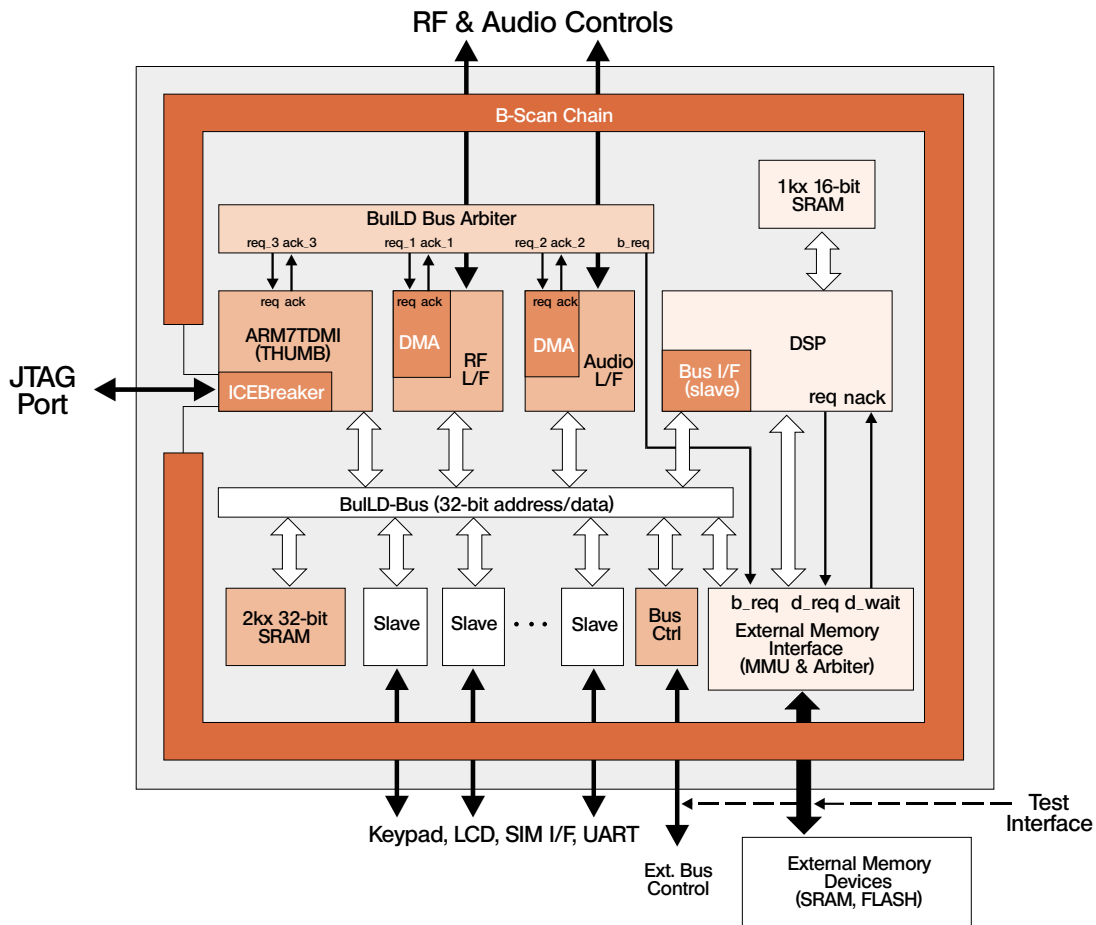 RF & Audio Controls
B-Scan Chain
1kx 16-bit
SRAM
BuILD Bus Arbiter
req_3 ack_3
req_1 ack_1
req_2 ack_2
b_req
req ack
ARM7TDMI
(THUMB)
ICEBreaker
req ack
DMA
RF
L/F
req ack
DMA
Audio
L/F
DSP
Bus I/F
(slave)
req nack
JTAG
Port
BuILD-Bus (32-bit address/data)
2kx 32-bit
SRAM
Slave
Slave
• • •
Slave
Bus
Ctrl
b_req d_req d_wait
External Memory
Interface
(MMU & Arbiter)
Test
Interface
Keypad, LCD, SIM I/F, UART
Ext. Bus
Control
External Memory
Devices
(SRAM, FLASH)